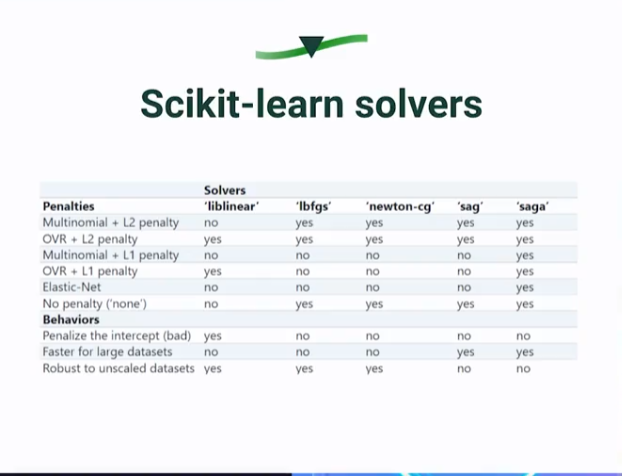 Scikit-learn solvers
Solvers
Penalties 'liblinear' 'lbfgs' 'newton-cg' 'sag' 'saga'
Multinomial + L2 penalty no yes yes yes yes
OVR + L2 penalty yes yes yes yes yes
Multinomial + L1 penalty no no no no yes
OVR + L1 penalty yes no no no yes
Elastic-Net no no no no yes
No penalty ('none') no yes yes yes yes
Behaviors
Penalize the intercept (bad) yes no no no no
Faster for large datasets no no no yes yes
Robust to unscaled datasets yes yes yes no no